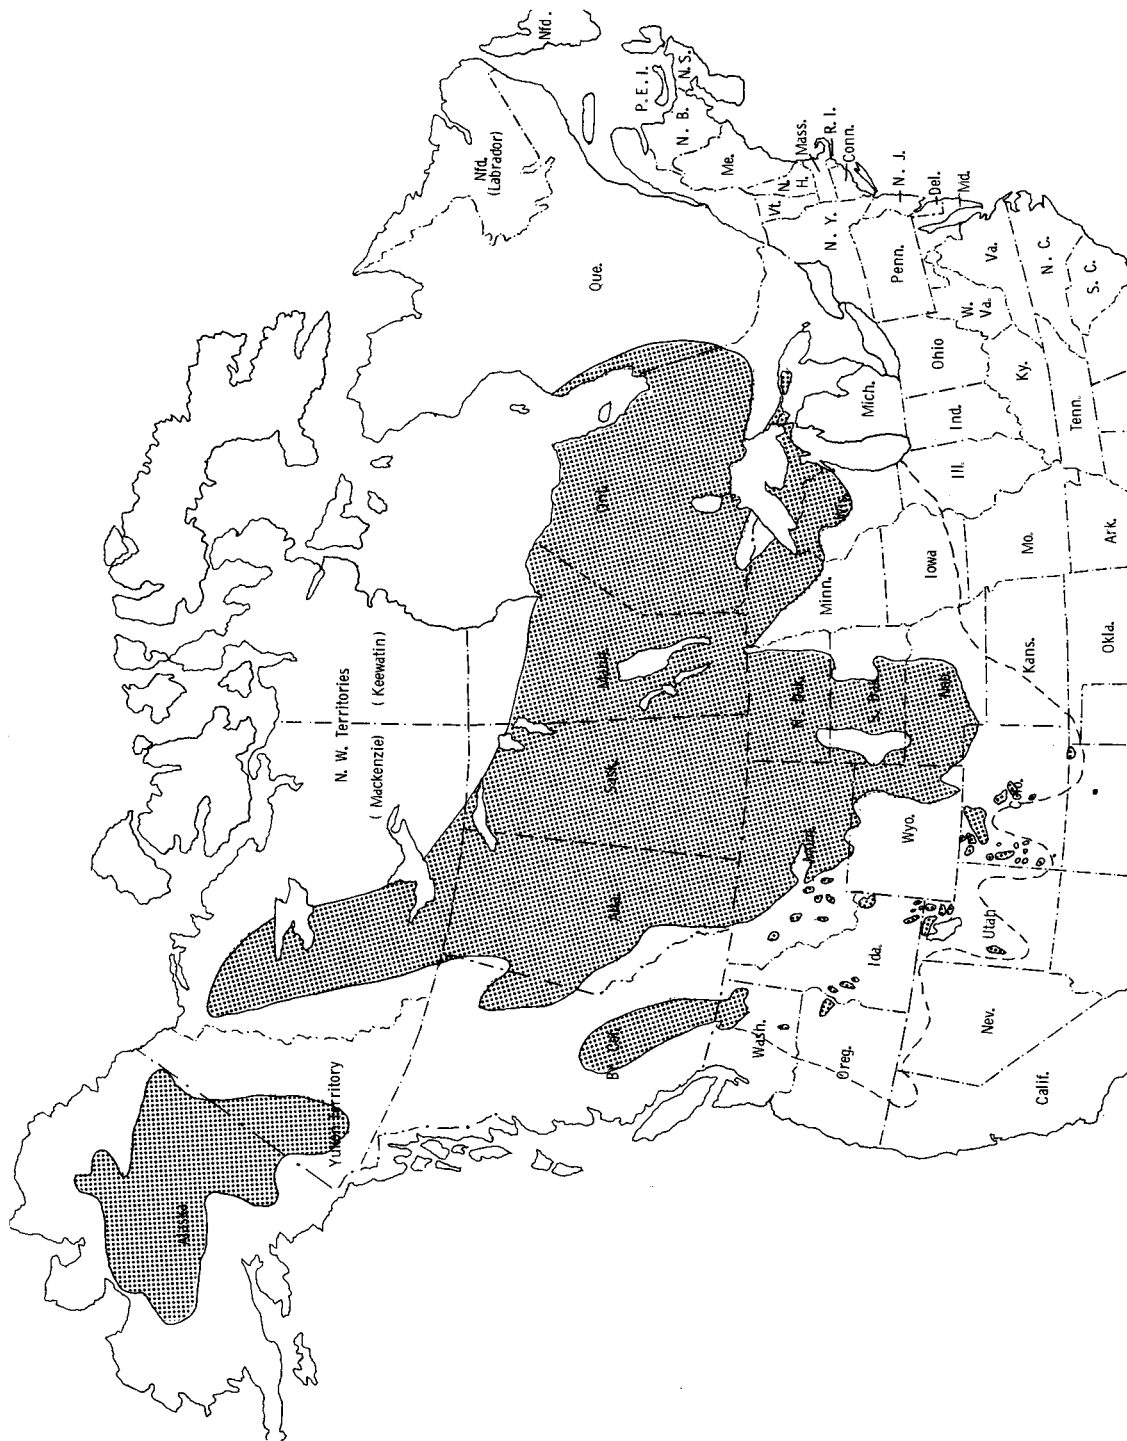 Alaska
Yukon Territory
N. W. Territories
(Mackenzie)
(Keewatin)
Nfd.
(Labrador)
Nfd.
Que.
Ont.
Sask.
Alta.
P. E. I.
N. S.
N. B.
Me.
Vt.
N.
H.
Mass.
R. I.
Conn.
N. Y.
N. J.
Penn.
Del.
Md.
W.
Va.
Va.
N. C.
S. C.
Ohio
Ky.
Tenn.
Ind.
Mich.
Ill.
Minn.
Iowa
Mo.
Ark.
N. Dak.
S. Dak.
Neb.
Kans.
Okla.
Wyo.
Colo.
Utah
Ida.
Wash.
Oreg.
Nev.
Calif.